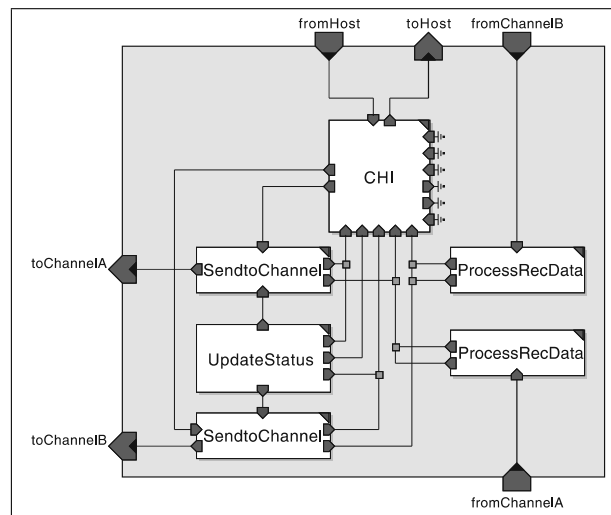 fromHost
toHost
fromChannelB
CHI
toChannelA
SendtoChannel
ProcessRecData
UpdateStatus
ProcessRecData
toChannelB
SendtoChannel
fromChannelA